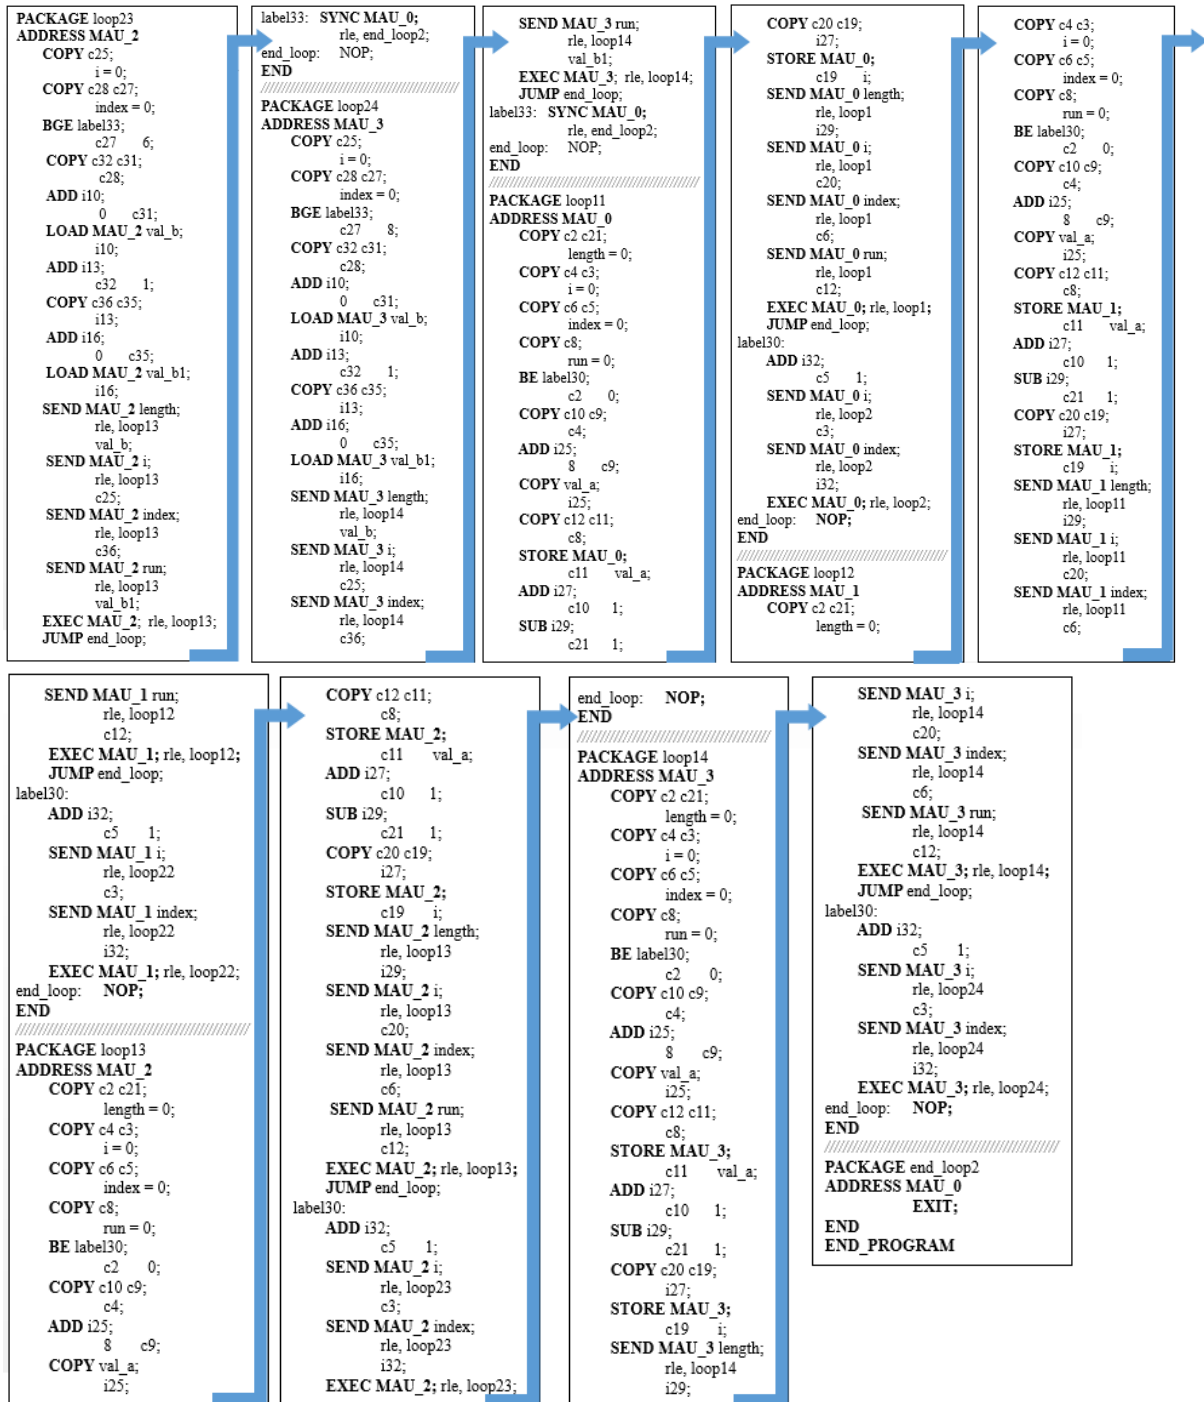 PACKAGE loop23
ADDRESS MAU_2
COPY c25;
i = 0;
COPY c28 c27;
index = 0;
BGE label33;
c27 6;
COPY c32 c31;
c28;
ADD i10;
0 c31;
LOAD MAU_2 val_b;
i10;
ADD i13;
c32 1;
COPY c36 c35;
i13;
ADD i16;
0 c35;
LOAD MAU_2 val_b1;
i16;
SEND MAU_2 length;
rle, loop13
val_b;
SEND MAU_2 i;
rle, loop13
c25;
SEND MAU_2 index;
rle, loop13
c36;
SEND MAU_2 run;
rle, loop13
val_b1;
EXEC MAU_2; rle, loop13;
JUMP end_loop;
label33: SYNC MAU_0;
rle, end_loop2;
end_loop: NOP;
END
////////////////////////////////////////////////
PACKAGE loop24
ADDRESS MAU_3
COPY c25;
i = 0;
COPY c28 c27;
index = 0;
BGE label33;
c27 8;
COPY c32 c31;
c28;
ADD i10;
0 c31;
LOAD MAU_3 val_b;
i10;
ADD i13;
c32 1;
COPY c36 c35;
i13;
ADD i16;
0 c35;
LOAD MAU_3 val_b1;
i16;
SEND MAU_3 length;
rle, loop14
val_b;
SEND MAU_3 i;
rle, loop14
c25;
SEND MAU_3 index;
rle, loop14
c36;
SEND MAU_3 run;
rle, loop14
val_b1;
EXEC MAU_3; rle, loop14;
JUMP end_loop;
label33: SYNC MAU_0;
rle, end_loop2;
end_loop: NOP;
END
////////////////////////////////////////////////
PACKAGE loop11
ADDRESS MAU_0
COPY c2 c21;
length = 0;
COPY c4 c3;
i = 0;
COPY c6 c5;
index = 0;
COPY c8;
run = 0;
BE label30;
c2 0;
COPY c10 c9;
c4;
ADD i25;
8 c9;
COPY val_a;
i25;
COPY c12 c11;
c8;
STORE MAU_0;
c11 val_a;
ADD i27;
c10 1;
SUB i29;
c21 1;
COPY c20 c19;
i27;
STORE MAU_0;
c19 i;
SEND MAU_0 length;
rle, loop1
i29;
SEND MAU_0 i;
rle, loop1
c20;
SEND MAU_0 index;
rle, loop1
c6;
SEND MAU_0 run;
rle, loop1
c12;
EXEC MAU_0; rle, loop1;
JUMP end_loop;
label30:
ADD i32;
c5 1;
SEND MAU_0 i;
rle, loop2
c3;
SEND MAU_0 index;
rle, loop2
i32;
EXEC MAU_0; rle, loop2;
end_loop: NOP;
END
////////////////////////////////////////////////
PACKAGE loop12
ADDRESS MAU_1
COPY c2 c21;
length = 0;
COPY c4 c3;
i = 0;
COPY c6 c5;
index = 0;
COPY c8;
run = 0;
BE label30;
c2 0;
COPY c10 c9;
c4;
ADD i25;
8 c9;
COPY val_a;
i25;
COPY c12 c11;
c8;
STORE MAU_1;
c11 val_a;
ADD i27;
c10 1;
SUB i29;
c21 1;
COPY c20 c19;
i27;
STORE MAU_1;
c19 i;
SEND MAU_1 length;
rle, loop11
i29;
SEND MAU_1 i;
rle, loop11
c20;
SEND MAU_1 index;
rle, loop11
c6;
SEND MAU_1 run;
rle, loop12
c12;
EXEC MAU_1; rle, loop12;
JUMP end_loop;
label30:
ADD i32;
c5 1;
SEND MAU_1 i;
rle, loop22
c3;
SEND MAU_1 index;
rle, loop22
i32;
EXEC MAU_1; rle, loop22;
end_loop: NOP;
END
////////////////////////////////////////////////
PACKAGE loop13
ADDRESS MAU_2
COPY c2 c21;
length = 0;
COPY c4 c3;
i = 0;
COPY c6 c5;
index = 0;
COPY c8;
run = 0;
BE label30;
c2 0;
COPY c10 c9;
c4;
ADD i25;
8 c9;
COPY val_a;
i25;
COPY c12 c11;
c8;
STORE MAU_2;
c11 val_a;
ADD i27;
c10 1;
SUB i29;
c21 1;
COPY c20 c19;
i27;
STORE MAU_2;
c19 i;
SEND MAU_2 length;
rle, loop13
i29;
SEND MAU_2 i;
rle, loop13
c20;
SEND MAU_2 index;
rle, loop13
c6;
SEND MAU_2 run;
rle, loop13
c12;
EXEC MAU_2; rle, loop13;
JUMP end_loop;
label30:
ADD i32;
c5 1;
SEND MAU_2 i;
rle, loop23
c3;
SEND MAU_2 index;
rle, loop23
i32;
EXEC MAU_2; rle, loop23;
end_loop: NOP;
END
////////////////////////////////////////////////
PACKAGE loop14
ADDRESS MAU_3
COPY c2 c21;
length = 0;
COPY c4 c3;
i = 0;
COPY c6 c5;
index = 0;
COPY c8;
run = 0;
BE label30;
c2 0;
COPY c10 c9;
c4;
ADD i25;
8 c9;
COPY val_a;
i25;
COPY c12 c11;
c8;
STORE MAU_3;
c11 val_a;
ADD i27;
c10 1;
SUB i29;
c21 1;
COPY c20 c19;
i27;
STORE MAU_3;
c19 i;
SEND MAU_3 length;
rle, loop14
i29;
SEND MAU_3 i;
rle, loop14
c20;
SEND MAU_3 index;
rle, loop14
c6;
SEND MAU_3 run;
rle, loop14
c12;
EXEC MAU_3; rle, loop14;
JUMP end_loop;
label30:
ADD i32;
c5 1;
SEND MAU_3 i;
rle, loop24
c3;
SEND MAU_3 index;
rle, loop24
i32;
EXEC MAU_3; rle, loop24;
end_loop: NOP;
END
////////////////////////////////////////////////
PACKAGE end_loop2
ADDRESS MAU_0
EXIT;
END
END_PROGRAM